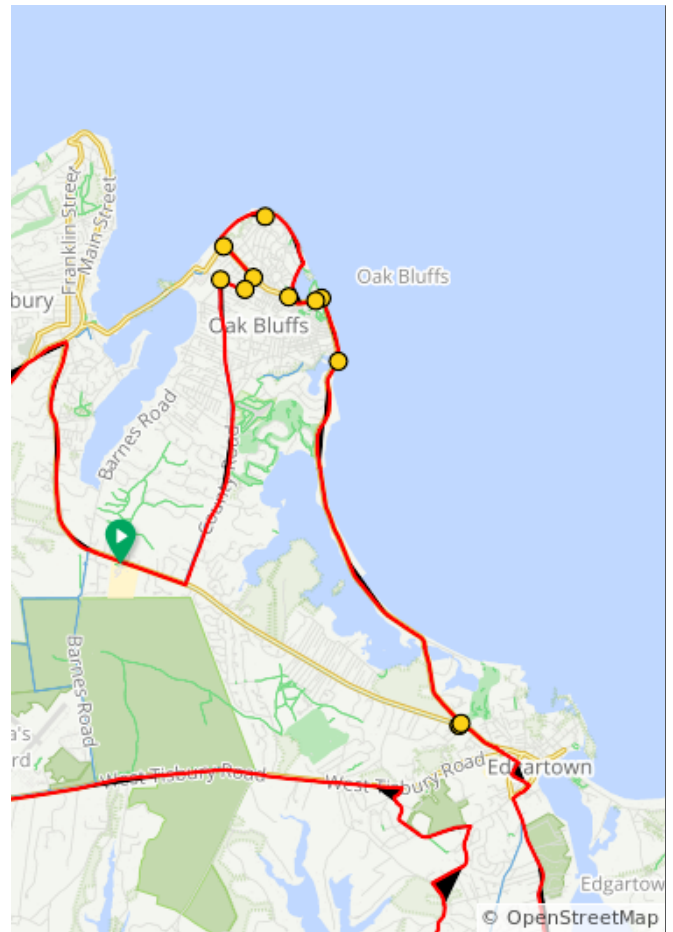 Franklin Street
Main Street
Oak Bluffs
bury
Oak Bluffs
Barnes Road
County Road
Barnes Road
a's
rd
West Tisbury Road
West Tisbury Road
Edgartown
Edgartow
© OpenStreetMap